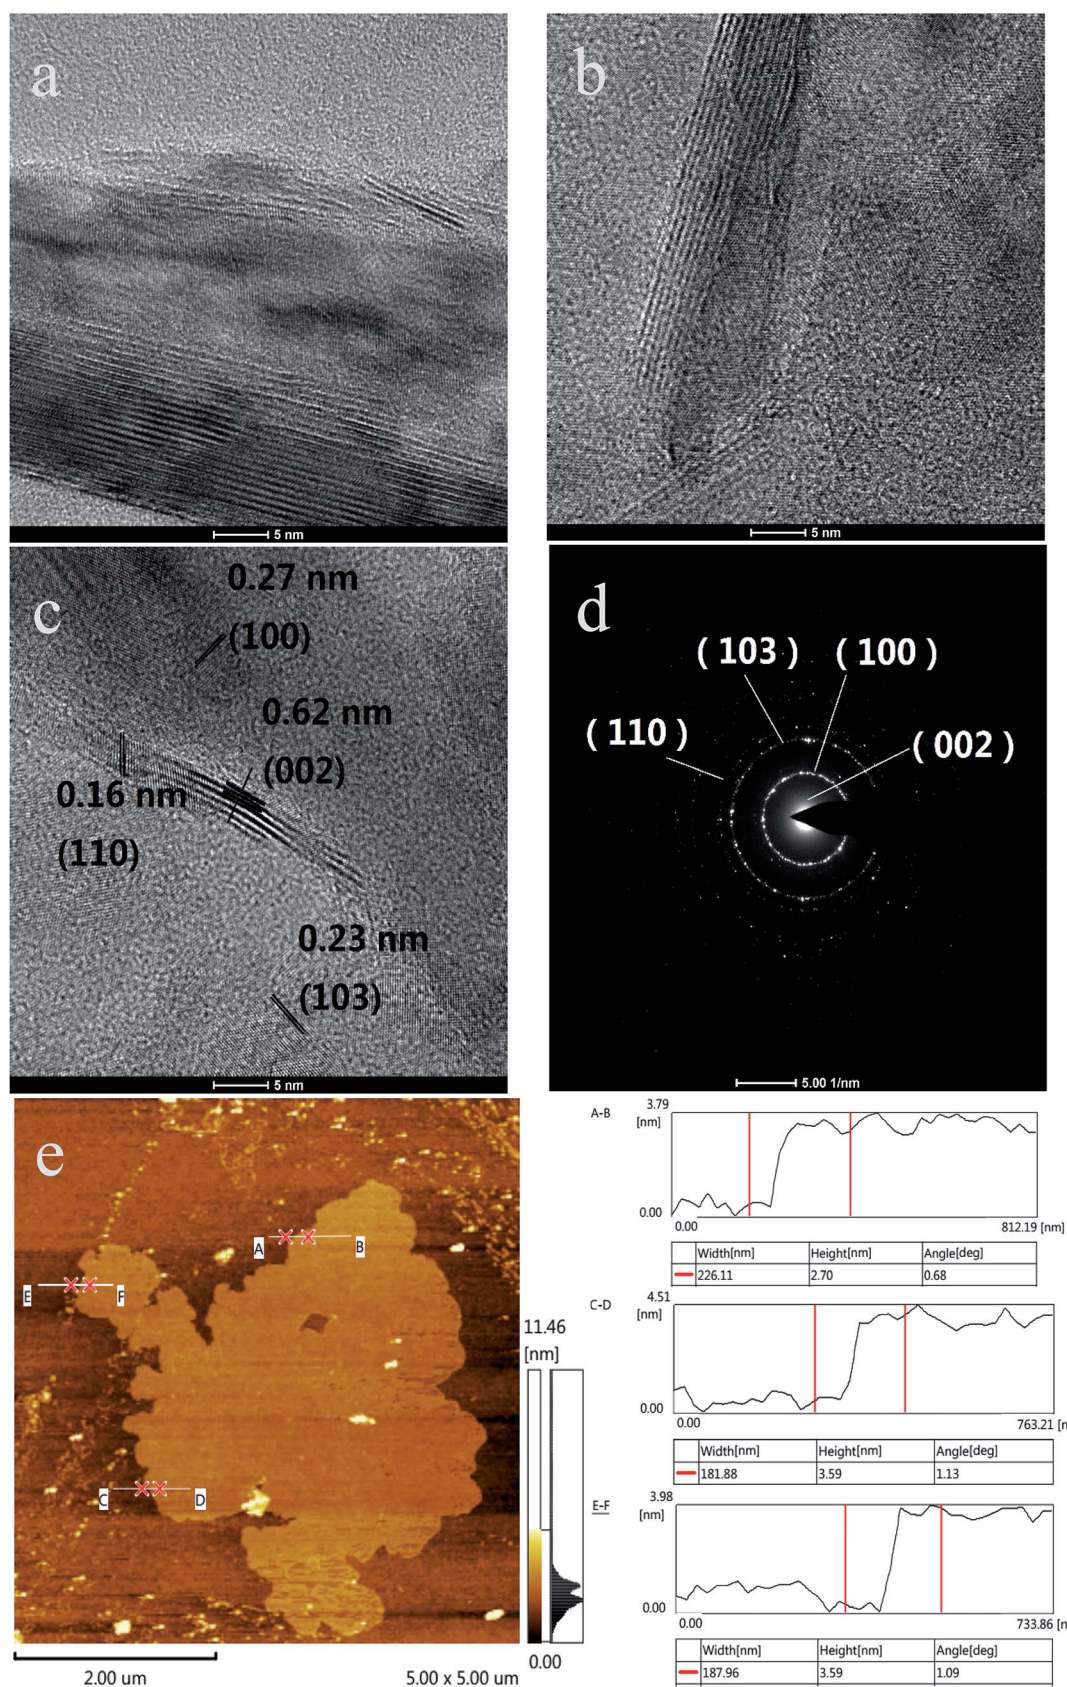 a
5 nm
b
5 nm
c
0.27 nm
(100)
0.62 nm
(002)
0.16 nm
(110)
0.23 nm
(103)
5 nm
d
( 103 )
( 100 )
( 110 )
( 002 )
5.00 1/nm
e
A
B
E
F
C
D
11.46
[nm]
0.00
2.00 um
5.00 x 5.00 um
A-B
3.79
[nm]
0.00
0.00
812.19 [nm]
Width[nm] Height[nm] Angle[deg]
226.11 2.70 0.68
C-D
4.51
[nm]
0.00
0.00
763.21 [n
Width[nm] Height[nm] Angle[deg]
181.88 3.59 1.13
E-F
3.98
[nm]
0.00
0.00
733.86 [n
Width[nm] Height[nm] Angle[deg]
187.96 3.59 1.09